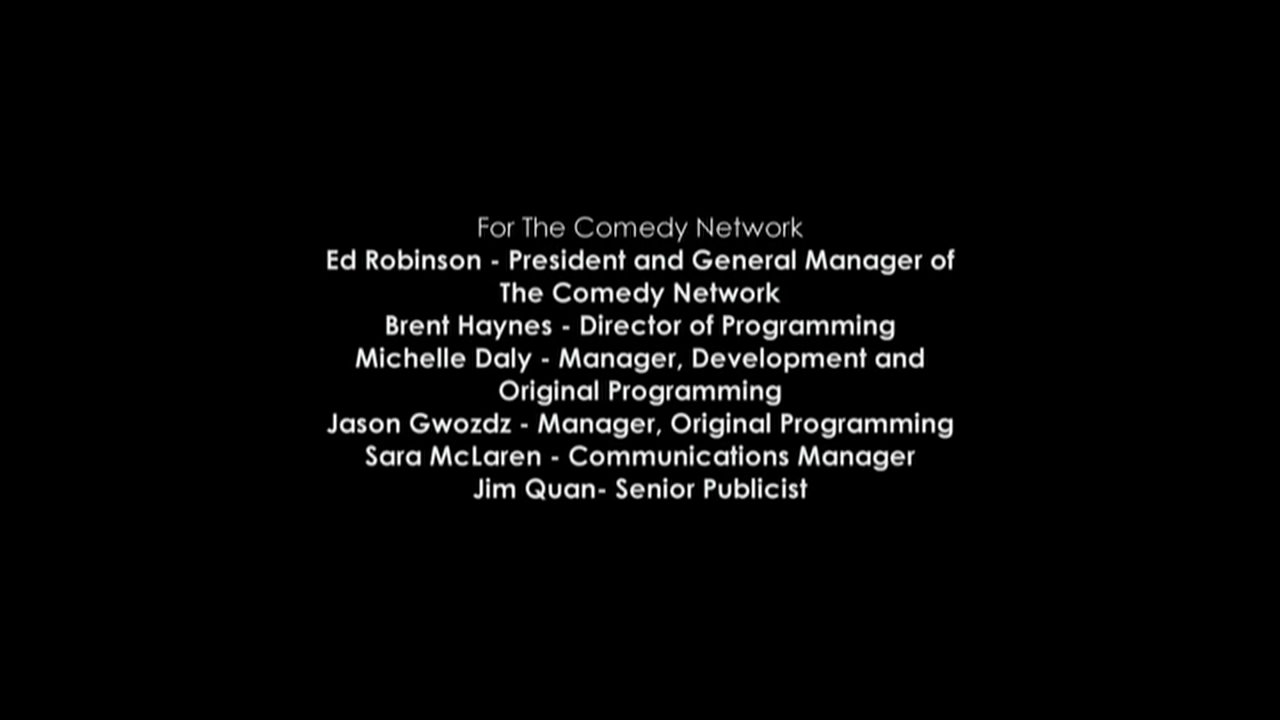 For The Comedy Network
Ed Robinson - President and General Manager of
The Comedy Network
Brent Haynes - Director of Programming
Michelle Daly - Manager, Development and
Original Programming
Jason Gwozdz - Manager, Original Programming
Sara McLaren - Communications Manager
Jim Quan- Senior Publicist